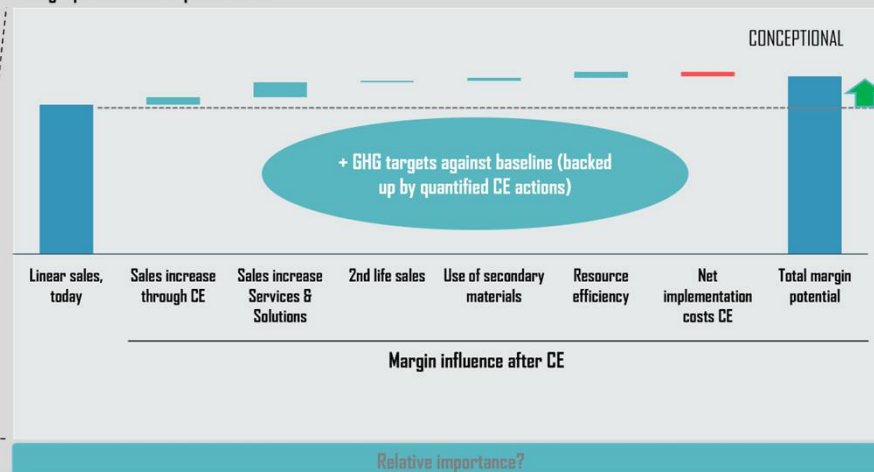 CONCEPTIONAL
+ GHG targets against baseline (backed
up by quantified CE actions)
Linear sales,
today
Sales increase
through CE
Sales increase
Services &
Solutions
2nd life sales
Use of secondary
materials
Resource
efficiency
Net
implementation
costs CE
Total margin
potential
Margin influence after CE
Relative importance?